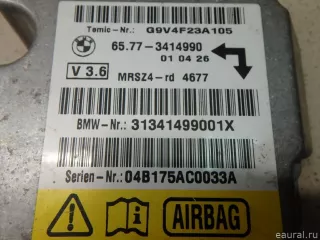 Temic-Nr.: G9V4F23A105
65.77-3414990
01 04 26
V 3.6
MRSZ4-rd 4677
BMW-Nr.: 31341499001X
Serien-Nr.: 04B175AC0033A
AIRBAG
© eaural.ru